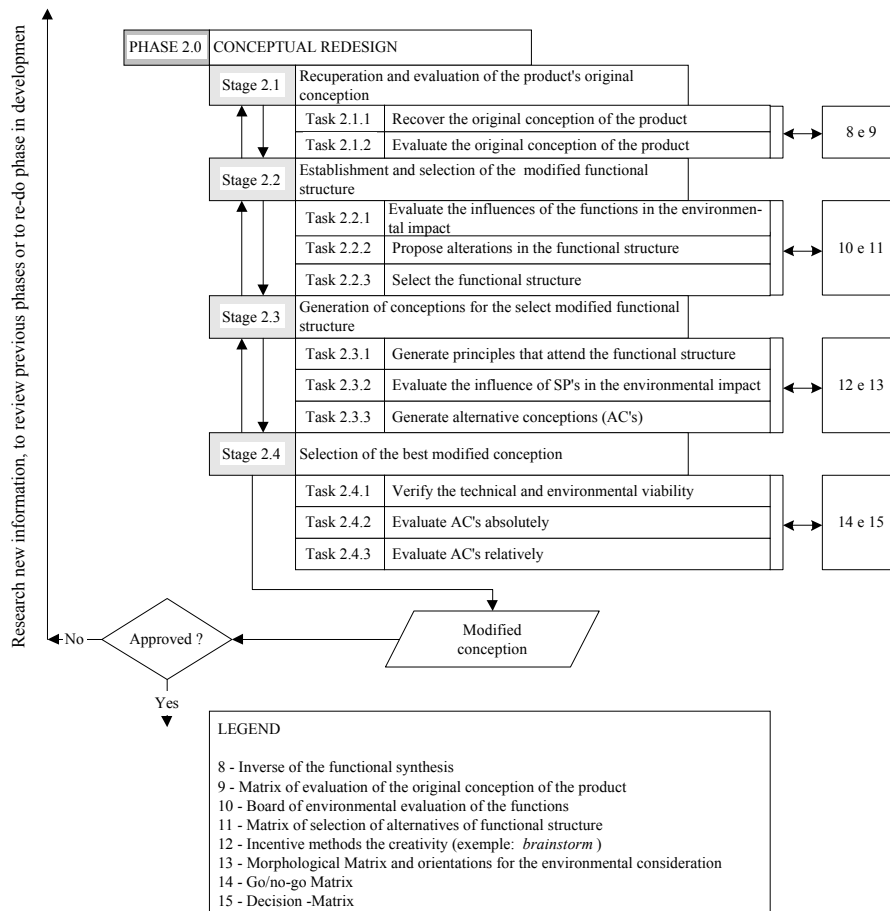 Research new information, to review previous phases or to re-do phase in developmen
PHASE 2.0 CONCEPTUAL REDESIGN
Stage 2.1
Recuperation and evaluation of the product's original
conception
Task 2.1.1 Recover the original conception of the product
Task 2.1.2 Evaluate the original conception of the product
8 e 9
Stage 2.2
Establishment and selection of the modified functional
structure
Task 2.2.1
Evaluate the influences of the functions in the environmen-
tal impact
Task 2.2.2 Propose alterations in the functional structure
Task 2.2.3 Select the functional structure
10 e 11
Stage 2.3
Generation of conceptions for the select modified functional
structure
Task 2.3.1 Generate principles that attend the functional structure
Task 2.3.2 Evaluate the influence of SP's in the environmental impact
Task 2.3.3 Generate alternative conceptions (AC's)
12 e 13
Stage 2.4 Selection of the best modified conception
Task 2.4.1 Verify the technical and environmental viability
Task 2.4.2 Evaluate AC's absolutely
Task 2.4.3 Evaluate AC's relatively
14 e 15
Modified
conception
Approved ?
No
Yes
LEGEND
8 - Inverse of the functional synthesis
9 - Matrix of evaluation of the original conception of the product
10 - Board of environmental evaluation of the functions
11 - Matrix of selection of alternatives of functional structure
12 - Incentive methods the creativity (exemple: brainstorm )
13 - Morphological Matrix and orientations for the environmental consideration
14 - Go/no-go Matrix
15 - Decision -Matrix